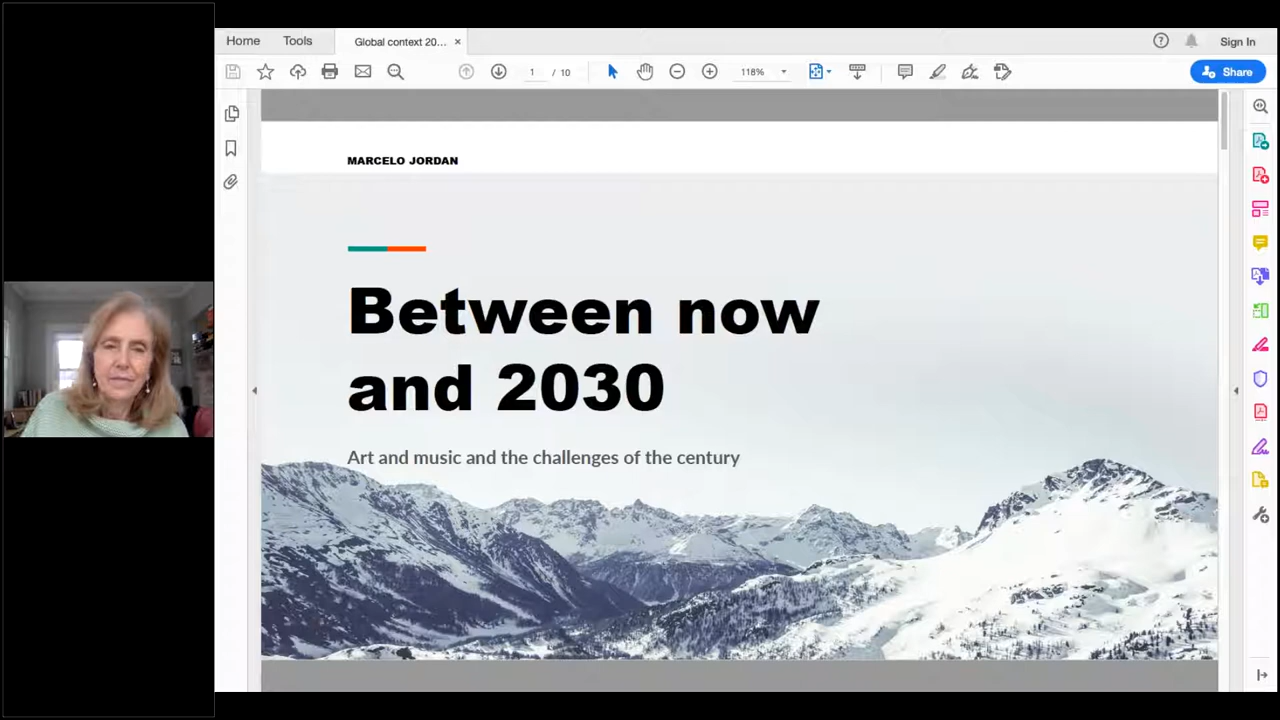 Home Tools Global context 20... ×
Sign In
1 / 10 118% Share
MARCELO JORDAN
Between now
and 2030
Art and music and the challenges of the century